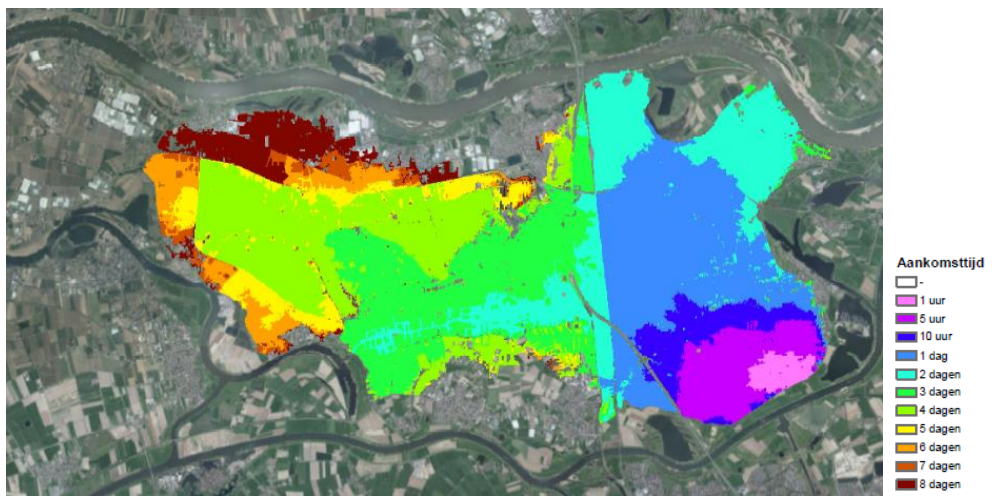 Aankomsttijd
-
1 uur
5 uur
10 uur
1 dag
2 dagen
3 dagen
4 dagen
5 dagen
6 dagen
7 dagen
8 dagen